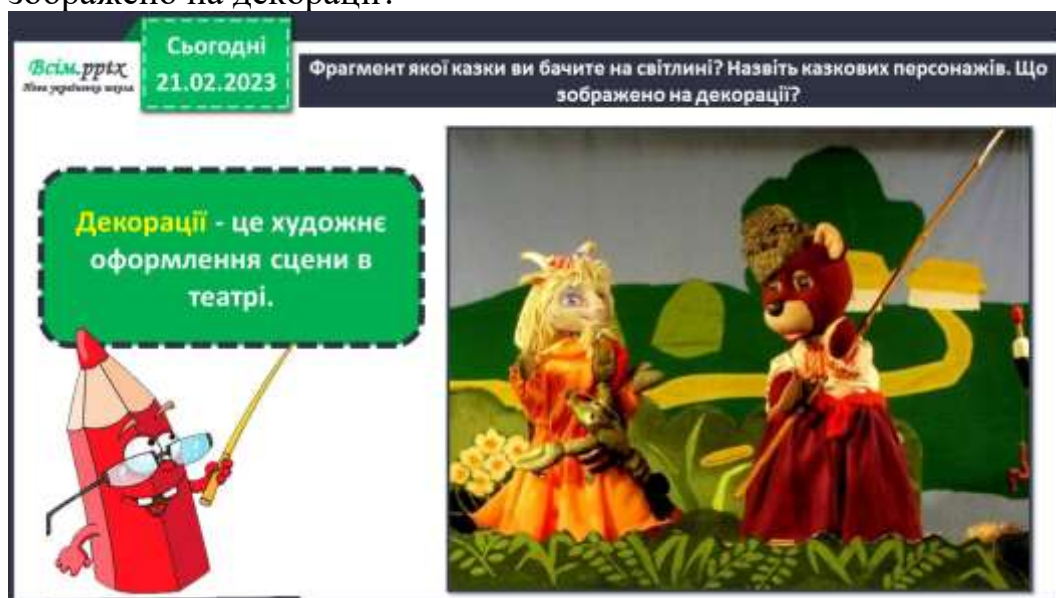 зображено на декорації?
Всім.pptx
Нова українська школа
Сьогодні
21.02.2023
Фрагмент якої казки ви бачите на світлині? Назвіть казкових персонажів. Що
зображено на декорації?
Декорації - це художнє
оформлення сцени в
театрі.